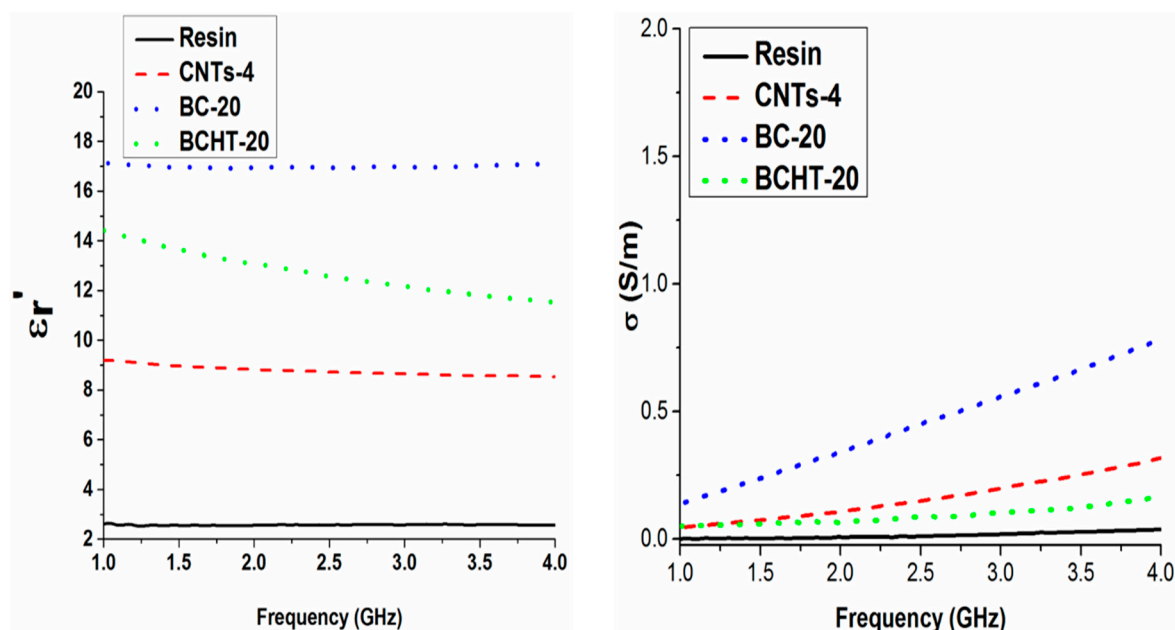 Resin
CNTs-4
BC-20
BCHT-20
20
18
16
14
12
10
8
6
4
2
εr'
1.0 1.5 2.0 2.5 3.0 3.5 4.0
Frequency (GHz)
Resin
CNTs-4
BC-20
BCHT-20
2.0
1.5
1.0
0.5
0.0
σ (S/m)
1.0 1.5 2.0 2.5 3.0 3.5 4.0
Frequency (GHz)